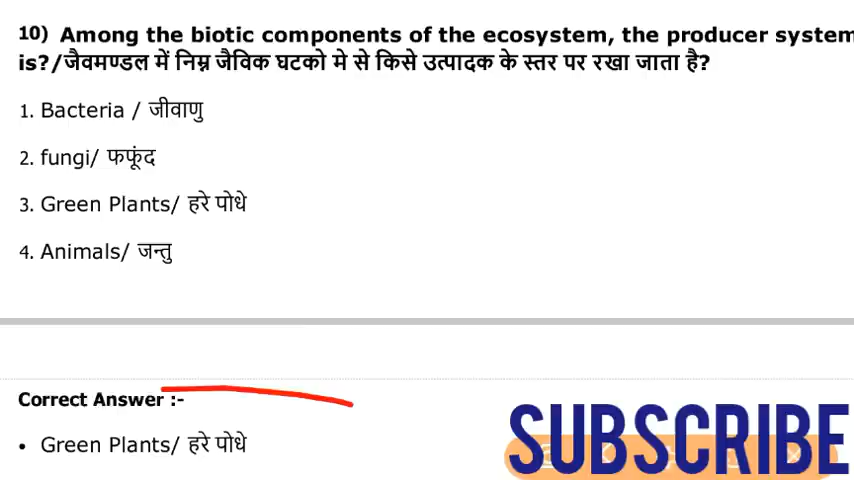 10) Among the biotic components of the ecosystem, the producer system
is?/जैवमण्डल में निम्न जैविक घटको मे से किसे उत्पादक के स्तर पर रखा जाता है?
1. Bacteria / जीवाणु
2. fungi/ फफूंद
3. Green Plants/ हरे पोधे
4. Animals/ जन्तु
Correct Answer :-
• Green Plants/ हरे पोधे
SUBSCRIBE